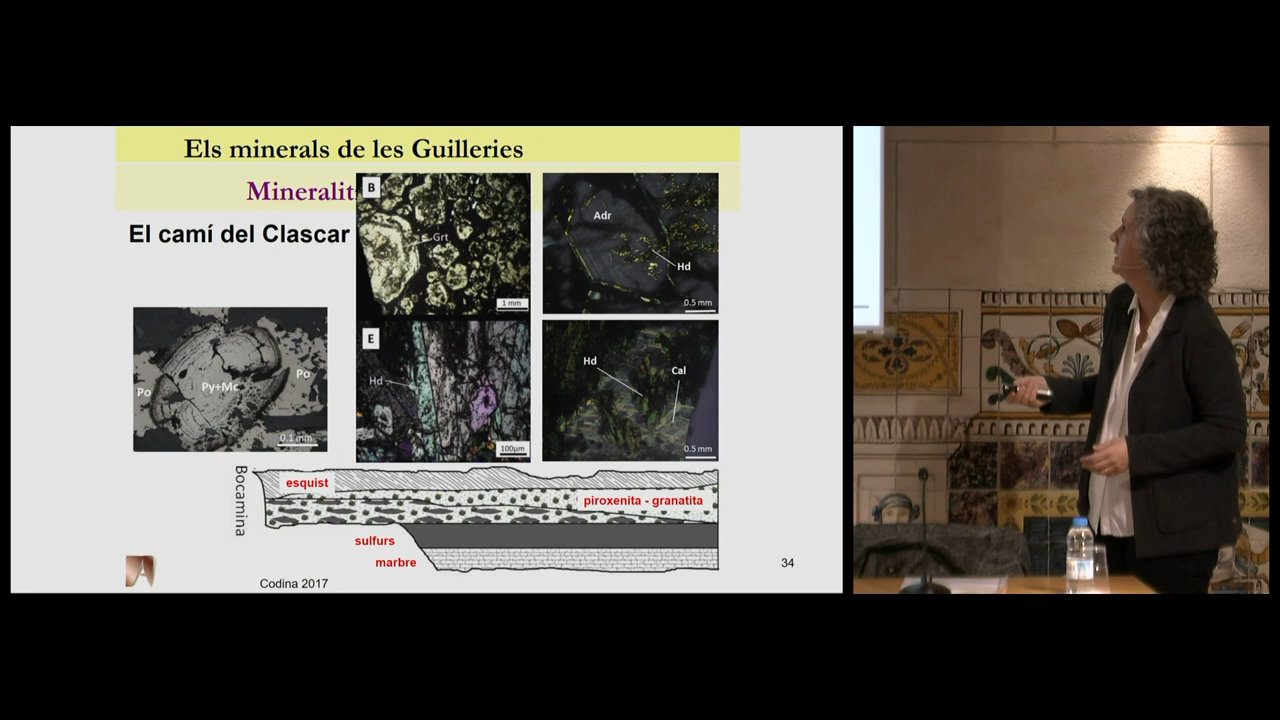 Els minerals de les Guilleries
Mineralit
El camí del Clascar
B
Grt
1 mm
Adr
Hd
0.5 mm
Po
Py+Mc
Po
0.1 mm
E
Hd
100µm
Hd
Cal
0.5 mm
Bocamina
esquist
piroxenita - granatita
sulfurs
marbre
Codina 2017
34